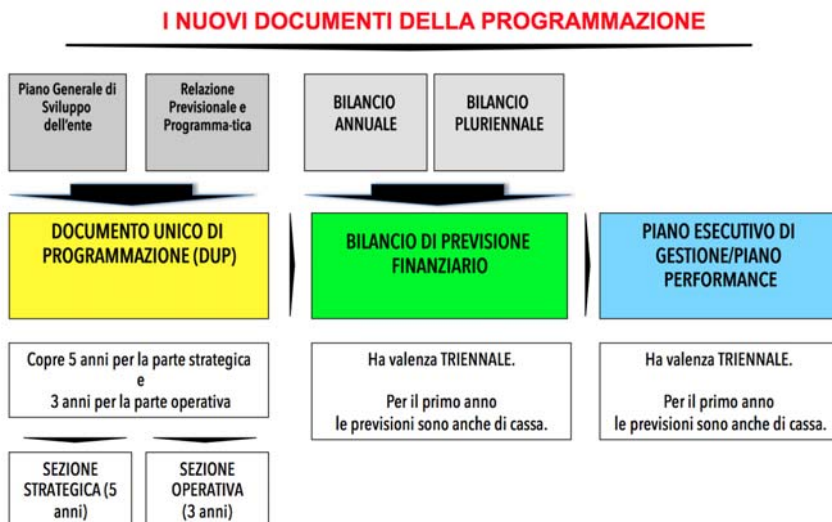 I NUOVI DOCUMENTI DELLA PROGRAMMAZIONE
Piano Generale di
Sviluppo
dell'ente
Relazione
Previsionale e
Programma-tica
BILANCIO
ANNUALE
BILANCIO
PLURIENNALE
DOCUMENTO UNICO DI
PROGRAMMAZIONE (DUP)
BILANCIO DI PREVISIONE
FINANZIARIO
PIANO ESECUTIVO DI
GESTIONE/PIANO
PERFORMANCE
Copre 5 anni per la parte strategica
e
3 anni per la parte operativa
Ha valenza TRIENNALE.
Per il primo anno
le previsioni sono anche di cassa.
Ha valenza TRIENNALE.
Per il primo anno
le previsioni sono anche di cassa.
SEZIONE
STRATEGICA (5
anni)
SEZIONE
OPERATIVA
(3 anni)